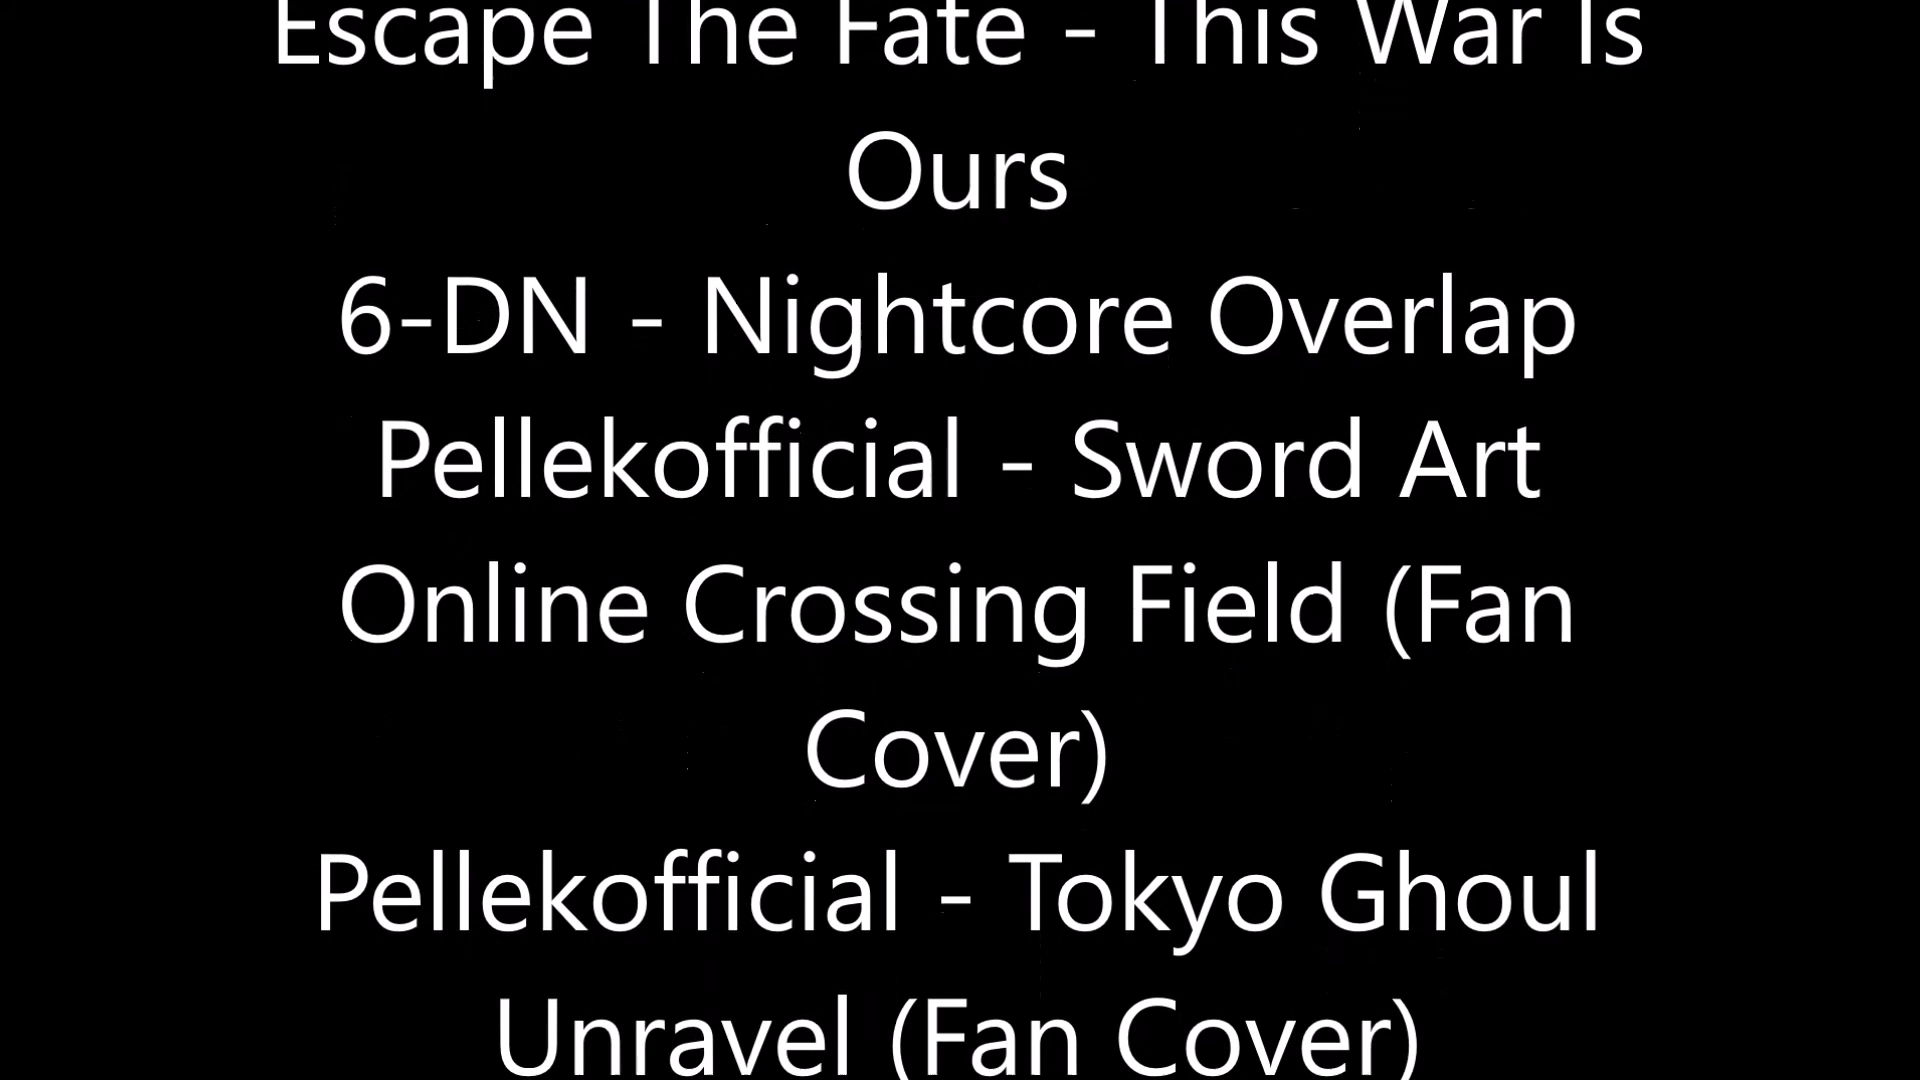 Escape The Fate - This War Is
Ours
6-DN - Nightcore Overlap
Pellekofficial - Sword Art
Online Crossing Field (Fan
Cover)
Pellekofficial - Tokyo Ghoul
Unravel (Fan Cover)